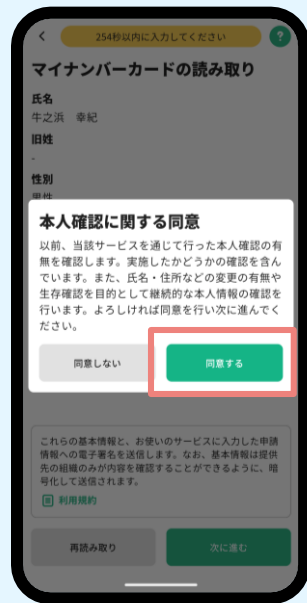 254秒以内に入力してください
?
マイナンバーカードの読み取り
氏名
牛之浜 幸紀
旧姓
-
性別
男性
本人確認に関する同意
以前、当該サービスを通じて行った本人確認の有
無を確認します。実施したかどうかの確認を含ん
でいます。また、氏名・住所などの変更の有無や
生存確認を目的として継続的な本人情報の確認を
行います。よろしければ同意を行い次に進んでく
ださい。
同意しない
同意する
これらの基本情報と、お使いのサービスに入力した申請
情報への電子署名を送信します。なお、基本情報は提供
先の組織のみが内容を確認することができるように、暗
号化して送信されます。
利用規約
再読み取り
次に進む